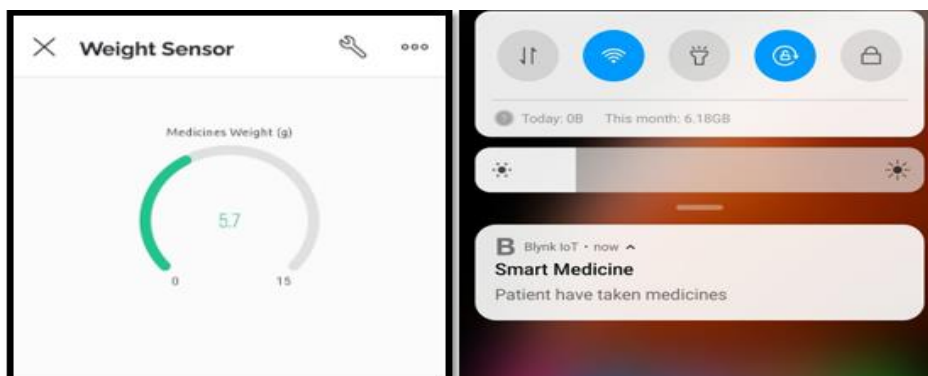 Weight Sensor
Medicines Weight (g)
5.7
0 15
Today: 0B This month: 6.18GB
B Blynk IoT • now
Smart Medicine
Patient have taken medicines